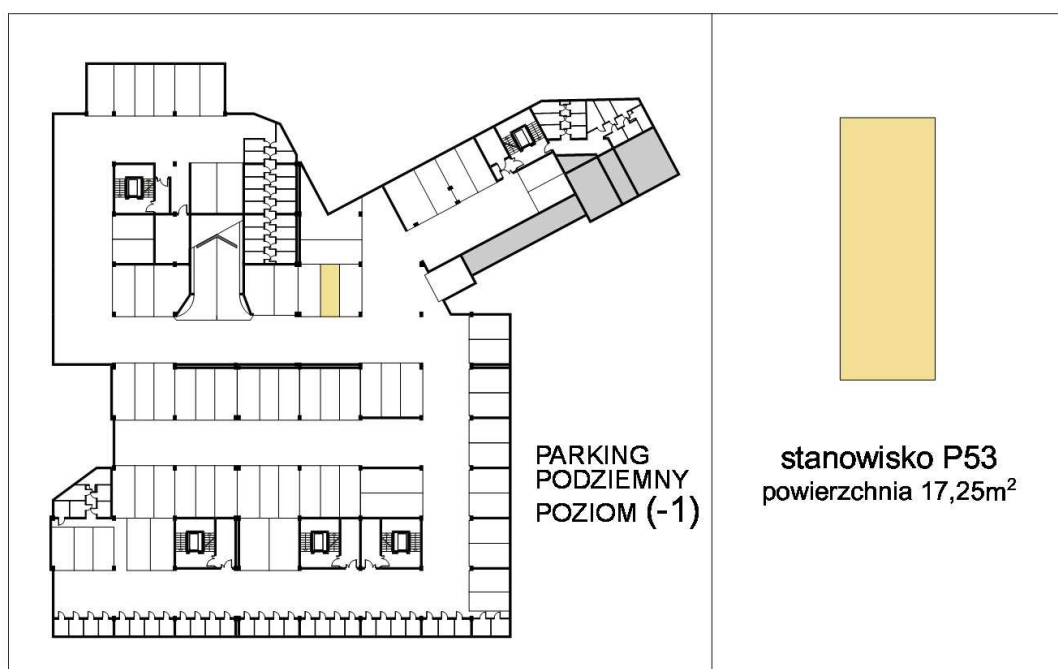 PARKING
PODZIEMNY
POZIOM (-1)
stanowisko P53
powierzchnia 17,25m²